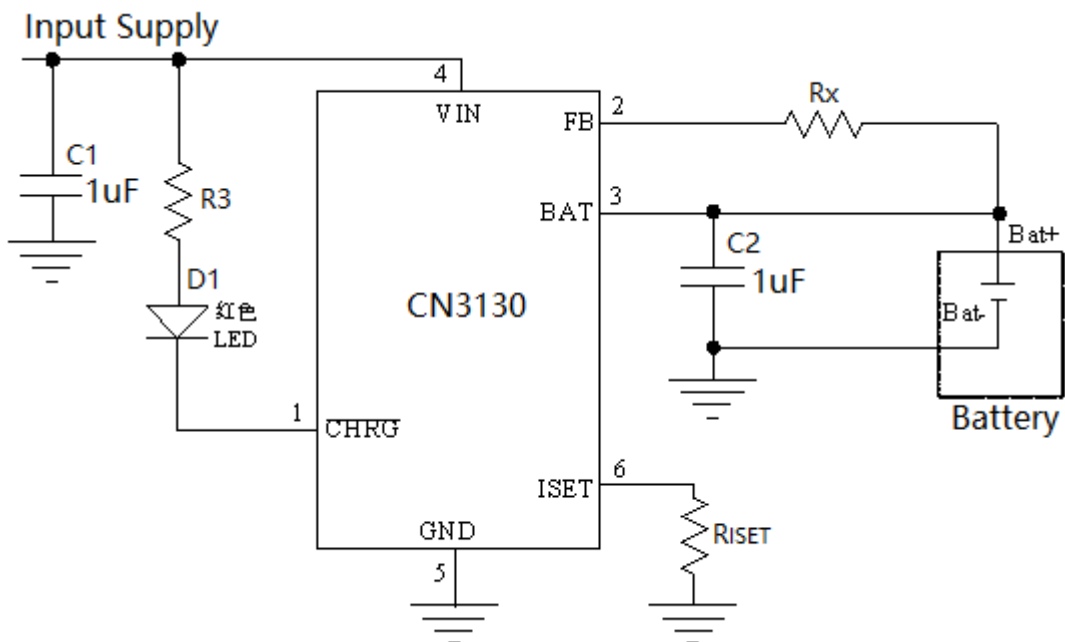 Input Supply
4
VIN
FB
2
Rx
C1
1uF
R3
BAT
3
Bat+
C2
1uF
D1
红色
LED
CN3130
Bat-
1
CHRG
Battery
ISET
6
GND
RISET
5